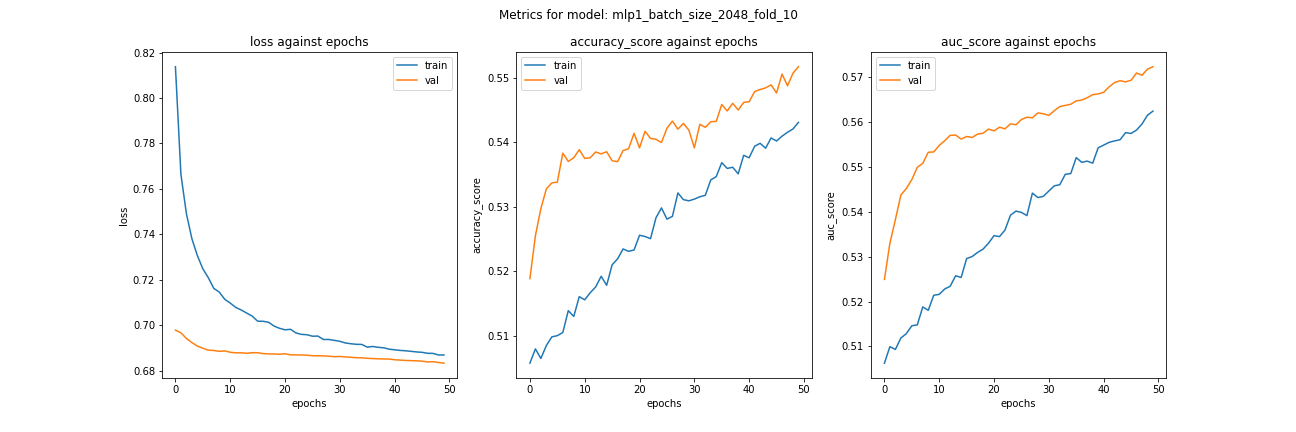 Metrics for model: mlp1_batch_size_2048_fold_10
loss against epochs
0.82
0.80
0.78
0.76
0.74
0.72
0.70
0.68
loss
0 10 20 30 40 50
epochs
train
val
accuracy_score against epochs
0.55
0.54
0.53
0.52
0.51
accuracy_score
0 10 20 30 40 50
epochs
train
val
auc_score against epochs
0.57
0.56
0.55
0.54
0.53
0.52
0.51
auc_score
0 10 20 30 40 50
epochs
train
val